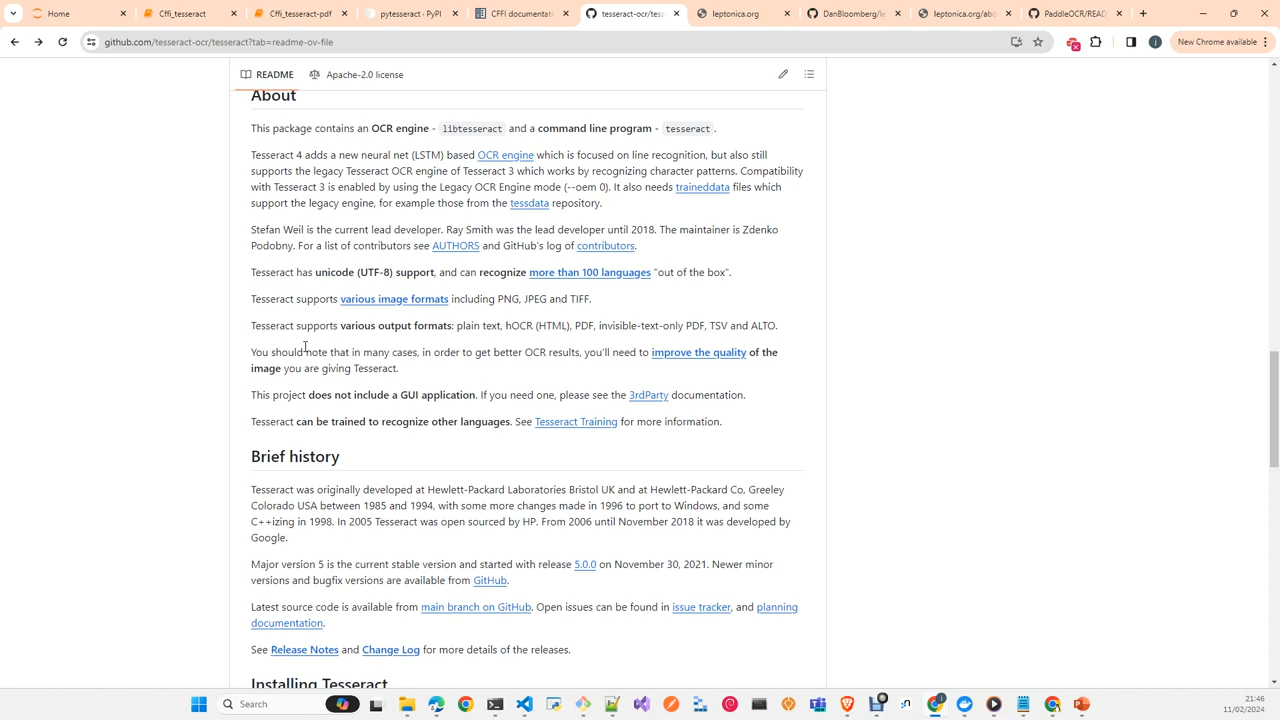 Home
Cffi_tesseract
Cffi_tesseract-pdf
pytesseract - PyPI
CFFI documentati
tesseract-ocr/tess
leptonica.org
DanBloomberg/le
leptonica.org/abo
PaddleOCR/READ
github.com/tesseract-ocr/tesseract?tab=readme-ov-file
New Chrome available
README
Apache-2.0 license
About
This package contains an OCR engine - libtesseract and a command line program - tesseract.
Tesseract 4 adds a new neural net (LSTM) based OCR engine which is focused on line recognition, but also still
supports the legacy Tesseract OCR engine of Tesseract 3 which works by recognizing character patterns. Compatibility
with Tesseract 3 is enabled by using the Legacy OCR Engine mode (--oem 0). It also needs traineddata files which
support the legacy engine, for example those from the tessdata repository.
Stefan Weil is the current lead developer. Ray Smith was the lead developer until 2018. The maintainer is Zdenko
Podobny. For a list of contributors see AUTHORS and GitHub's log of contributors.
Tesseract has unicode (UTF-8) support, and can recognize more than 100 languages "out of the box".
Tesseract supports various image formats including PNG, JPEG and TIFF.
Tesseract supports various output formats: plain text, hOCR (HTML), PDF, invisible-text-only PDF, TSV and ALTO.
You should note that in many cases, in order to get better OCR results, you'll need to improve the quality of the
image you are giving Tesseract.
This project does not include a GUI application. If you need one, please see the 3rdParty documentation.
Tesseract can be trained to recognize other languages. See Tesseract Training for more information.
Brief history
Tesseract was originally developed at Hewlett-Packard Laboratories Bristol UK and at Hewlett-Packard Co, Greeley
Colorado USA between 1985 and 1994, with some more changes made in 1996 to port to Windows, and some
C++izing in 1998. In 2005 Tesseract was open sourced by HP. From 2006 until November 2018 it was developed by
Google.
Major version 5 is the current stable version and started with release 5.0.0 on November 30, 2021. Newer minor
versions and bugfix versions are available from GitHub.
Latest source code is available from main branch on GitHub. Open issues can be found in issue tracker, and planning
documentation.
See Release Notes and Change Log for more details of the releases.
Installing Tesseract
Search
21:46
11/02/2024